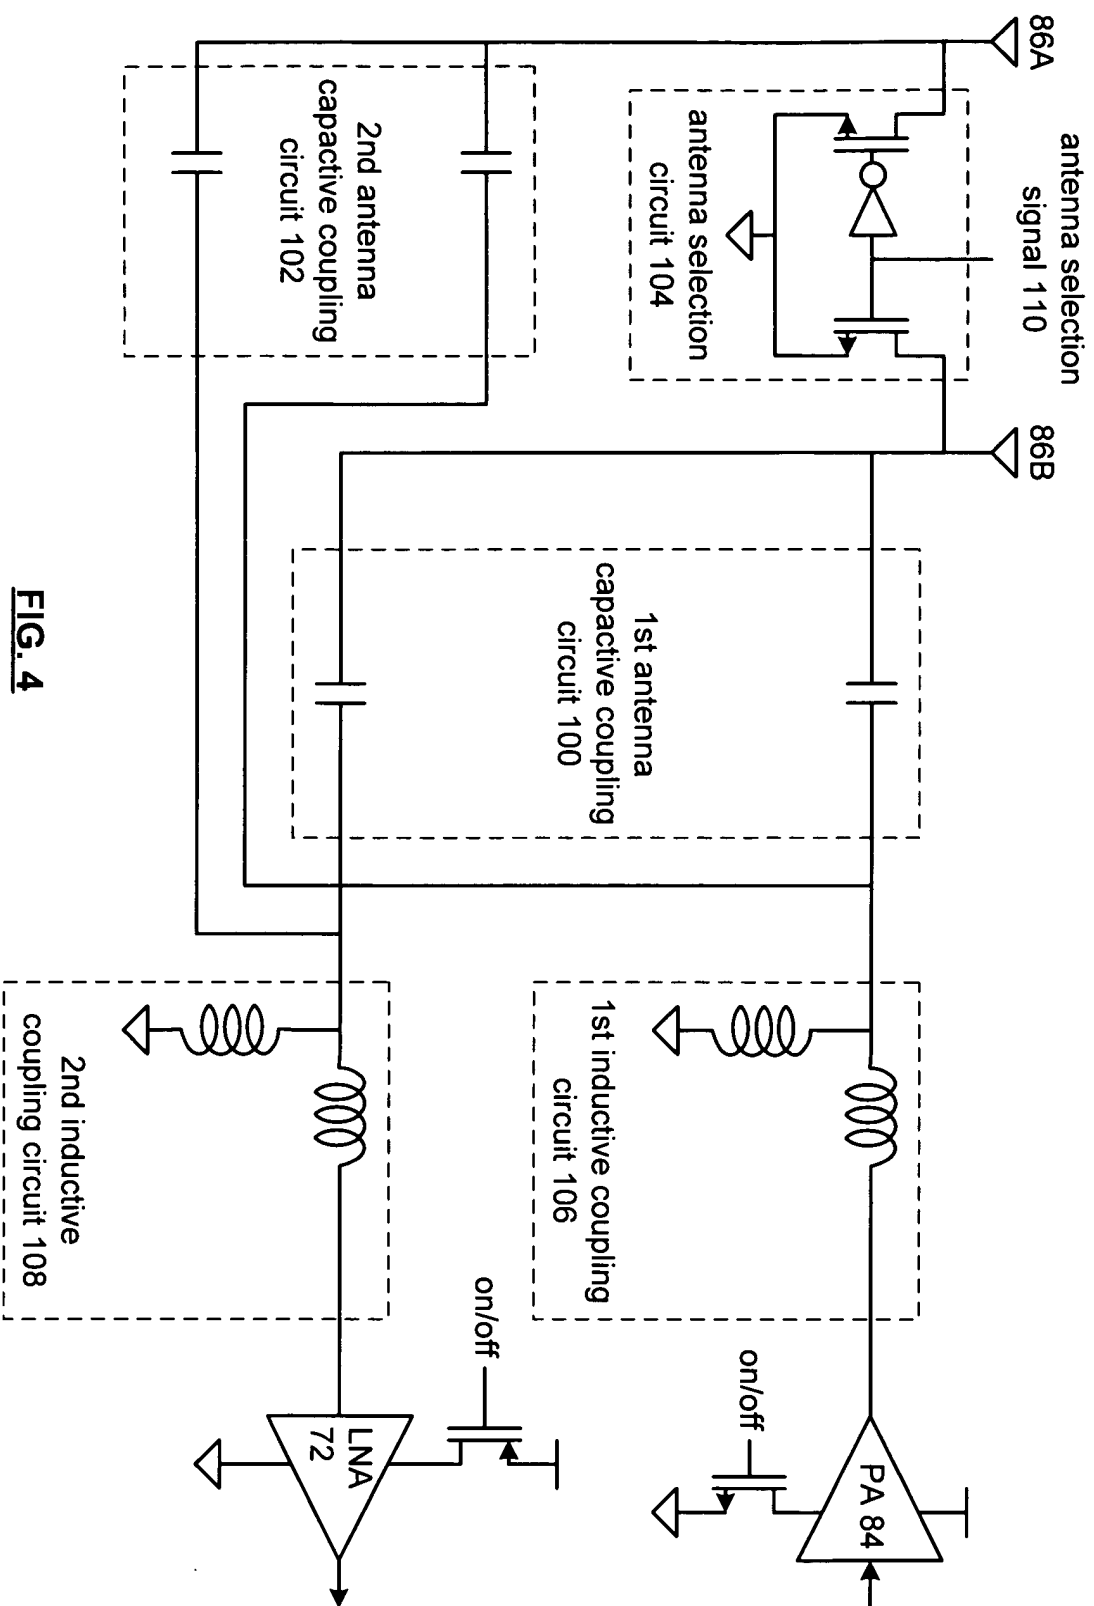 86A
antenna selection
signal 110
86B
antenna selection
circuit 104
2nd antenna
capactive coupling
circuit 102
1st antenna
capactive coupling
circuit 100
1st inductive coupling
circuit 106
2nd inductive
coupling circuit 108
on/off
PA 84
on/off
LNA
72
FIG. 4